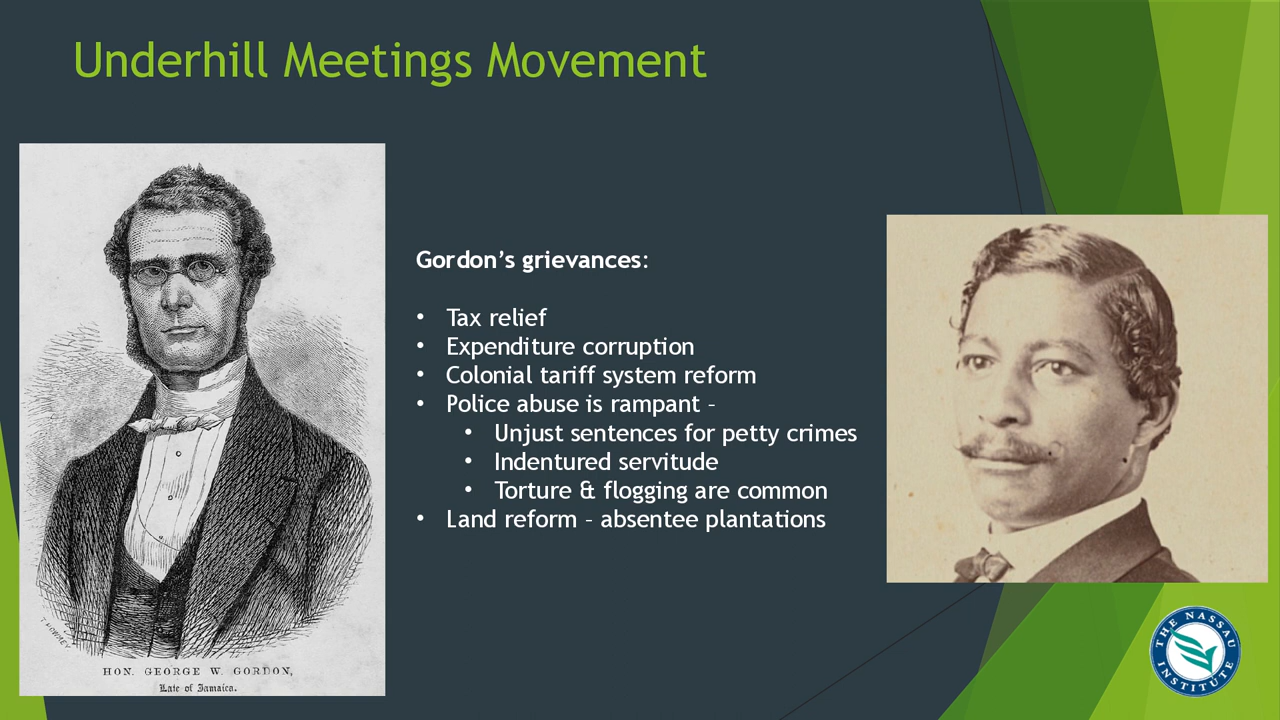 Underhill Meetings Movement
Gordon’s grievances:
• Tax relief
• Expenditure corruption
• Colonial tariff system reform
• Police abuse is rampant –
• Unjust sentences for petty crimes
• Indentured servitude
• Torture & flogging are common
• Land reform – absentee plantations
HON. GEORGE W. GORDON,
Late of Jamaica.
THE NASSAU
INSTITUTE